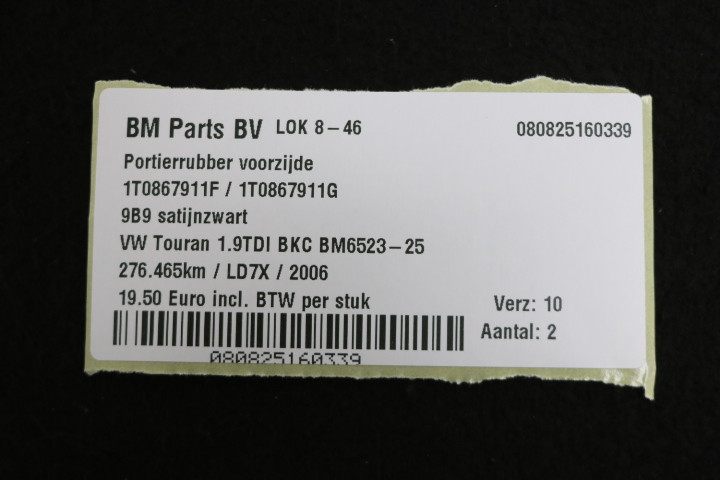 BM Parts BV LOK 8-46 080825160339
Portierrubber voorzijde
1T0867911F / 1T0867911G
9B9 satijnzwart
VW Touran 1.9TDI BKC BM6523-25
276.465km / LD7X / 2006
19.50 Euro incl. BTW per stuk Verz: 10
Aantal: 2
080825160339